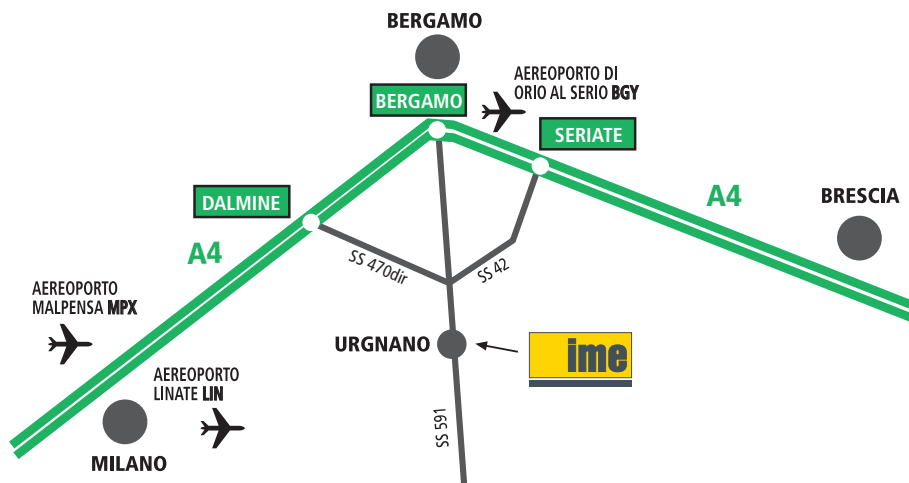 BERGAMO
AEREOPORTO DI
ORIO AL SERIO BGY
BERGAMO
SERIATE
DALMINE
A4
BRESCIA
A4
SS 470dir
SS 42
AEREOPORTO
MALPENSA MPX
URGNANO
ime
AEREOPORTO
LINATE LIN
SS 591
MILANO